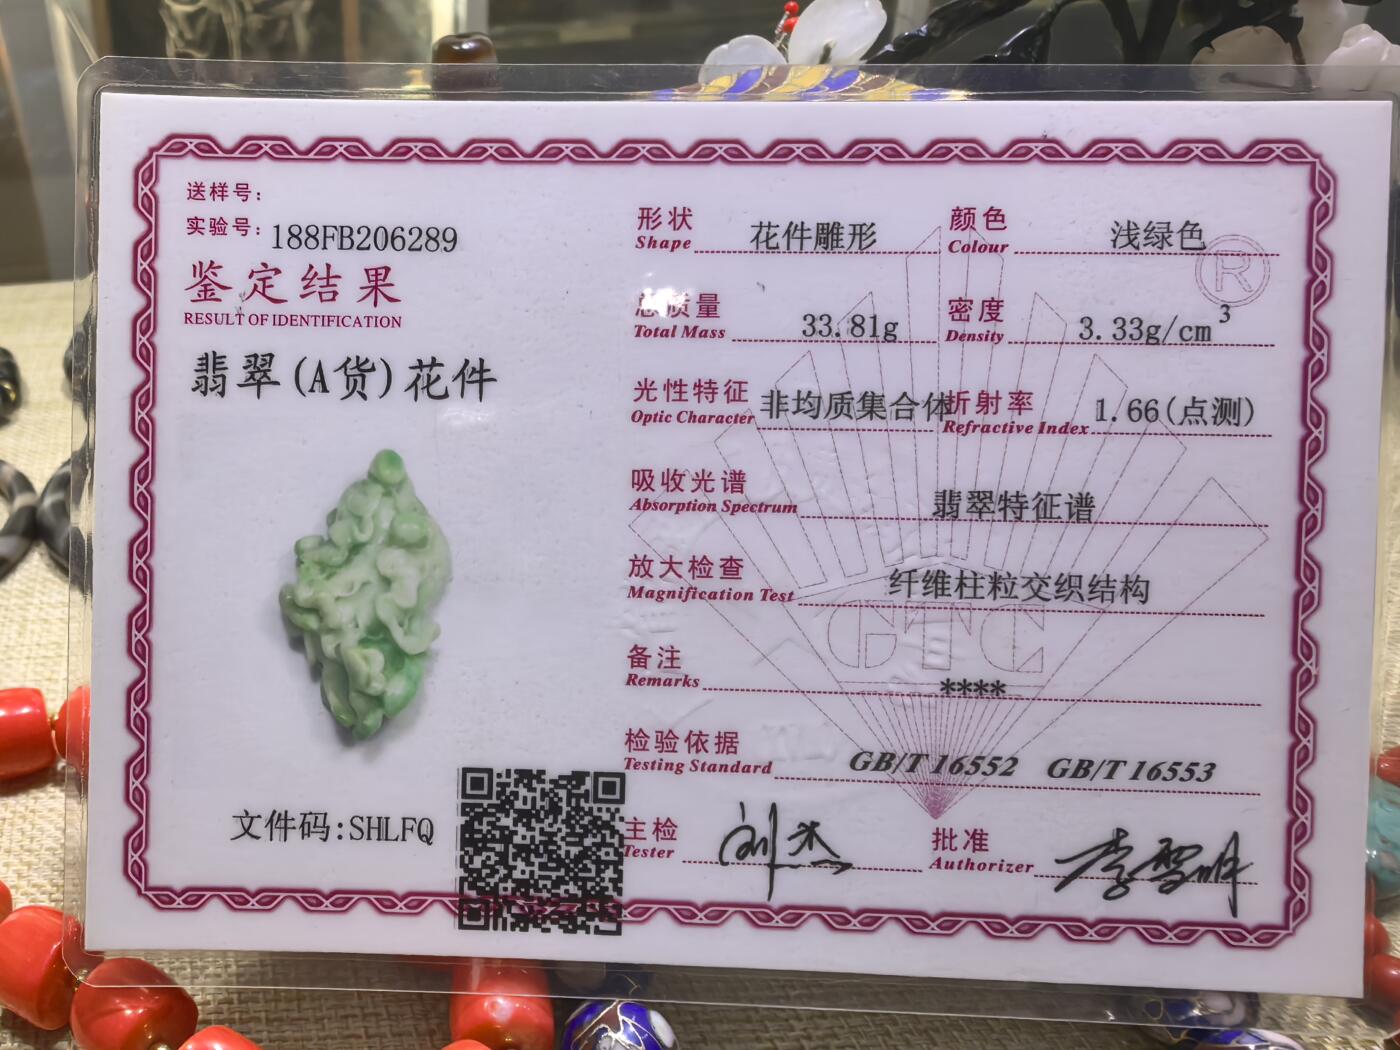 送样号:
实验号: 188FB206289
鉴定结果
RESULT OF IDENTIFICATION
翡翠(A货)花件
文件码:SHLFQ
形状 花件雕形 颜色 浅绿色
Shape Colour
®
总质量 33.81g 密度 3.33g/cm³
Total Mass Density
光性特征 非均质集合体 折射率 1.66(点测)
Optic Character Refractive Index
吸收光谱 翡翠特征谱
Absorption Spectrum
放大检查 纤维柱粒交织结构
Magnification Test
GTC
备注 ****
Remarks
检验依据 GB/T 16552 GB/T 16553
Testing Standard
主检 刘杰 批准 李雪明
Tester Authorizer